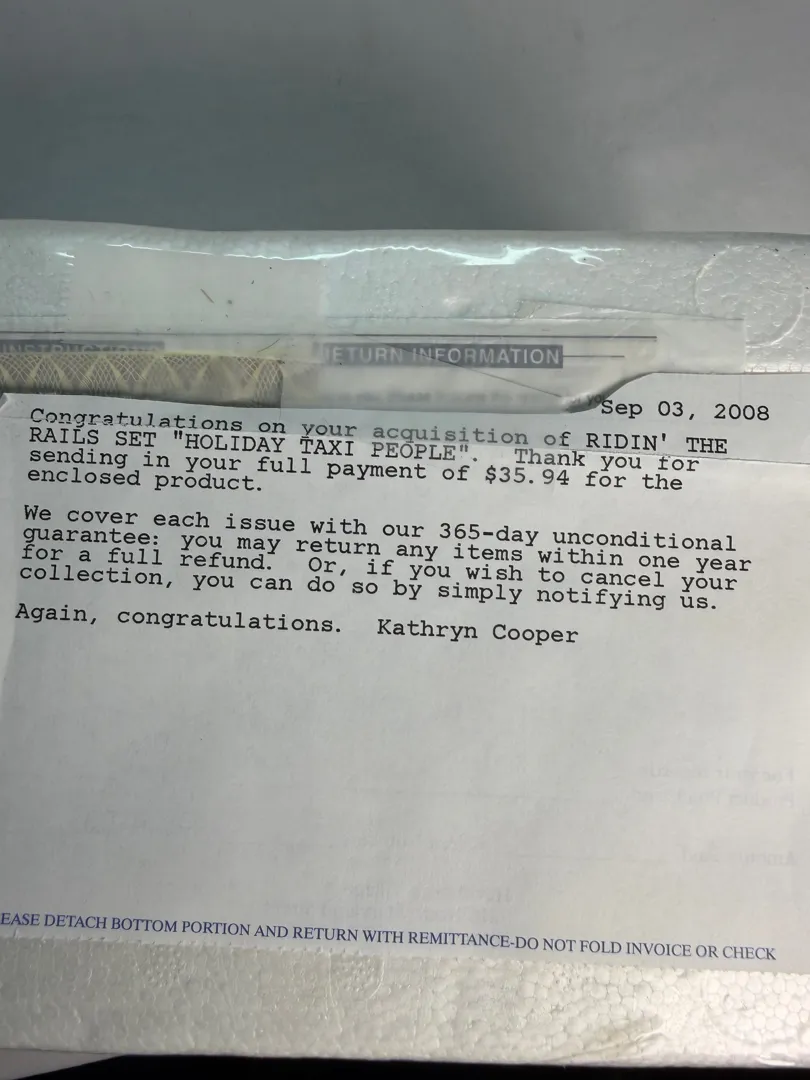 INSTRUCTIONS
RETURN INFORMATION
Sep 03, 2008
Congratulations on your acquisition of RIDIN' THE
RAILS SET "HOLIDAY TAXI PEOPLE". Thank you for
sending in your full payment of $35.94 for the
enclosed product.
We cover each issue with our 365-day unconditional
guarantee: you may return any items within one year
for a full refund. Or, if you wish to cancel your
collection, you can do so by simply notifying us.
Again, congratulations. Kathryn Cooper
EASE DETACH BOTTOM PORTION AND RETURN WITH REMITTANCE-DO NOT FOLD INVOICE OR CHECK